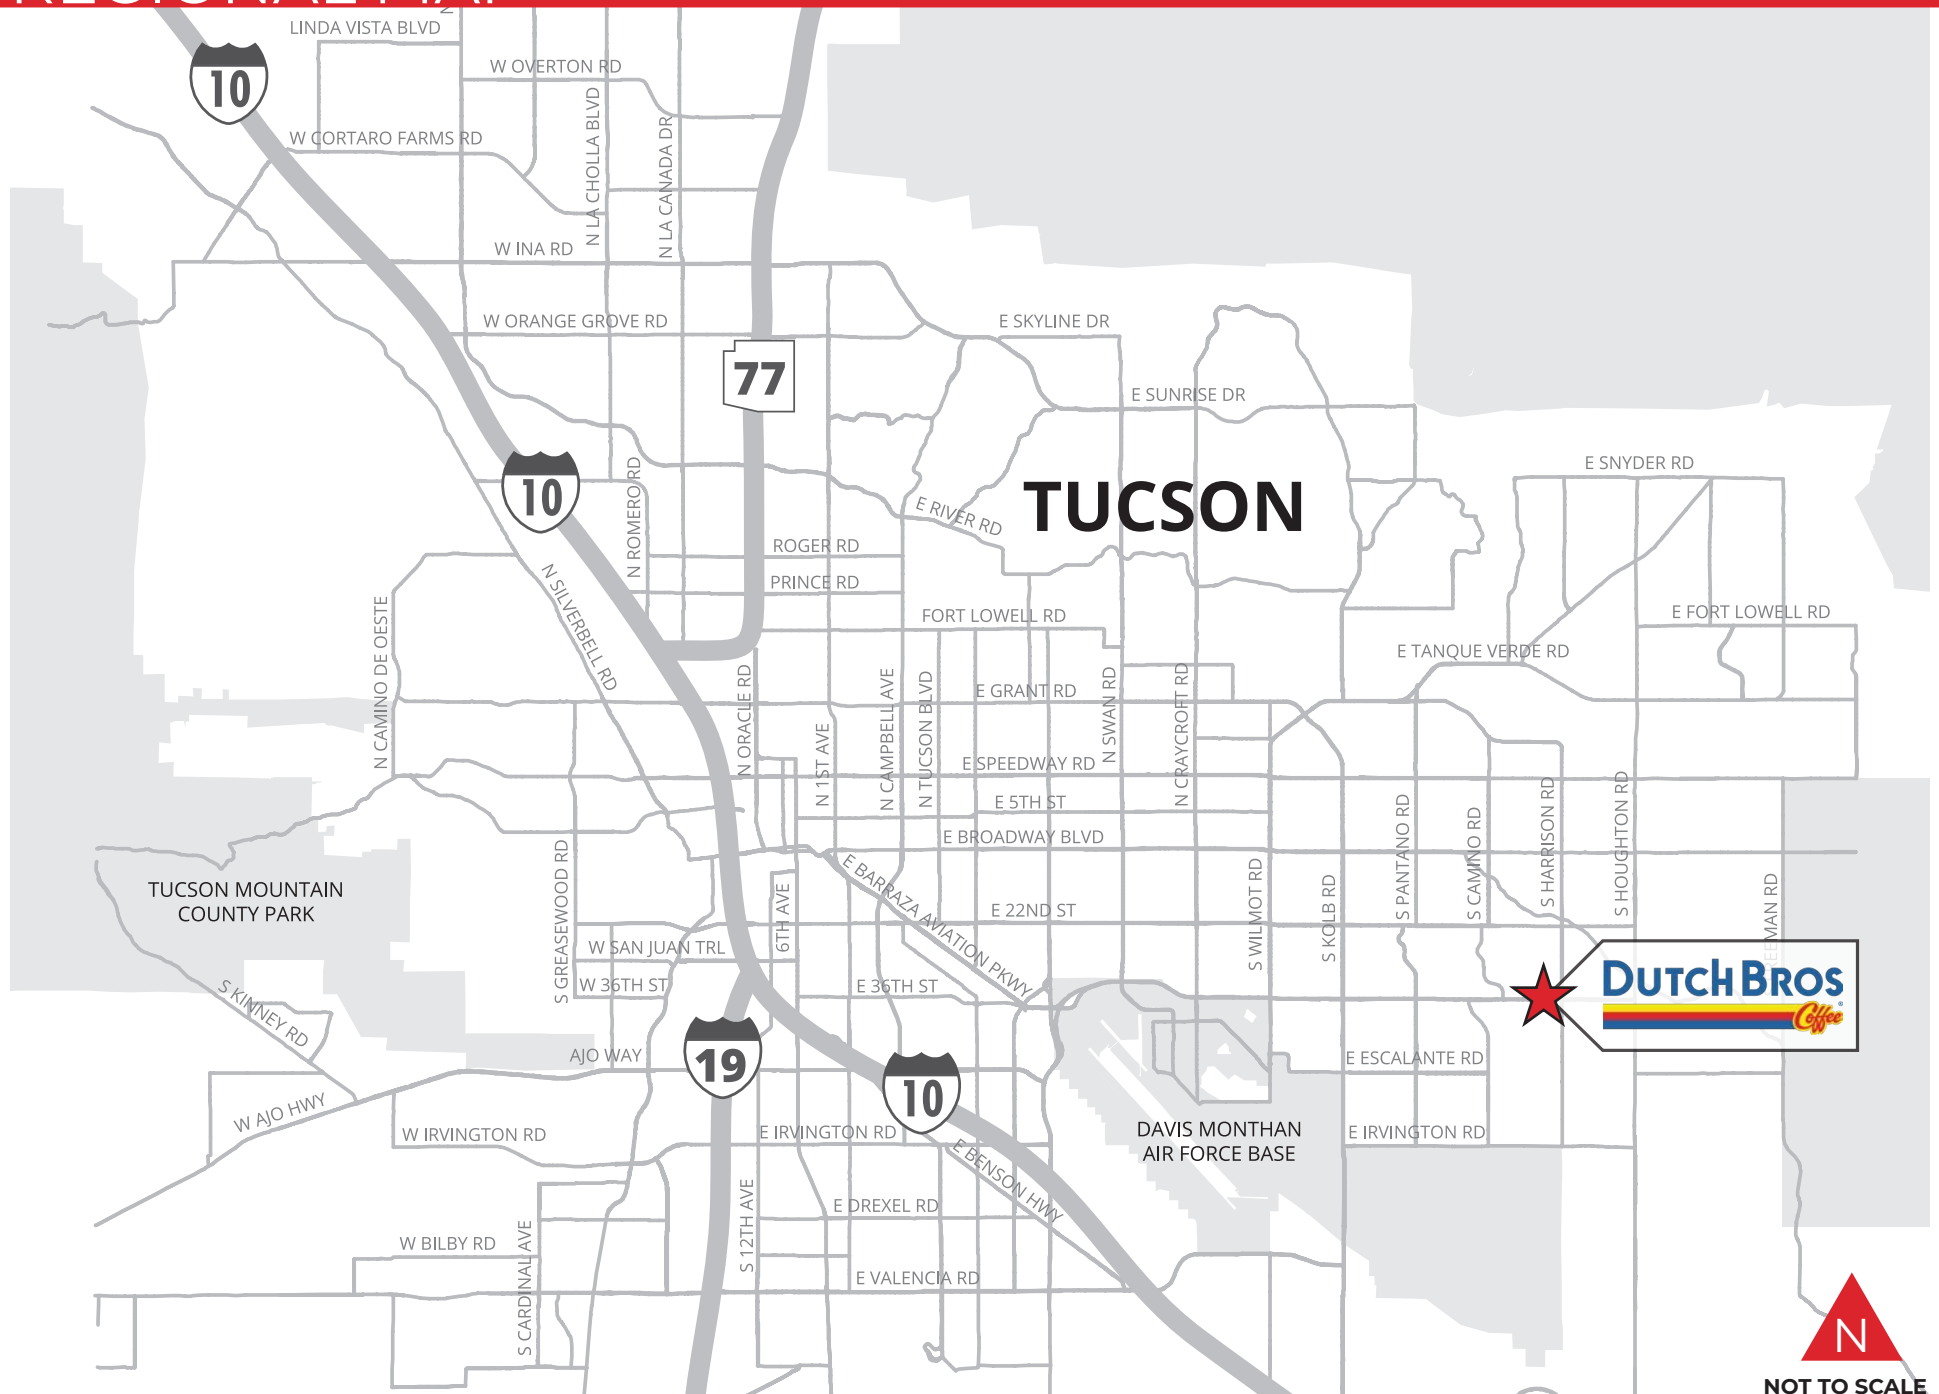 REGIONAL MAP
LINDA VISTA BLVD
10
W OVERTON RD
W CORTARO FARMS RD
N LA CHOLLA BLVD
N LA CANADA DR
W INA RD
W ORANGE GROVE RD
E SKYLINE DR
77
E SUNRISE DR
10
N ROMERO RD
E RIVER RD
TUCSON
E SNYDER RD
ROGER RD
PRINCE RD
N SILVERBELL RD
N CAMINO DE OESTE
FORT LOWELL RD
E FORT LOWELL RD
E TANQUE VERDE RD
N ORACLE RD
N 1ST AVE
N CAMPBELL AVE
N TUCSON BLVD
E GRANT RD
N SWAN RD
N CRAYCROFT RD
E SPEEDWAY RD
E 5TH ST
E BROADWAY BLVD
S PANTANO RD
S CAMINO RD
S HARRISON RD
S HOUGHTON RD
TUCSON MOUNTAIN
COUNTY PARK
S GREASEWOOD RD
6TH AVE
E BARRAZA AVIATION PKWY
E 22ND ST
S WILMOT RD
S KOLB RD
EEMAN RD
W SAN JUAN TRL
W 36TH ST
E 36TH ST
S KINNEY RD
DUTCH BROS
Coffee
®
AJO WAY
19
10
E ESCALANTE RD
W AJO HWY
W IRVINGTON RD
E IRVINGTON RD
E BENSON HWY
DAVIS MONTHAN
AIR FORCE BASE
E IRVINGTON RD
S 12TH AVE
E DREXEL RD
W BILBY RD
S CARDINAL AVE
E VALENCIA RD
N
NOT TO SCALE